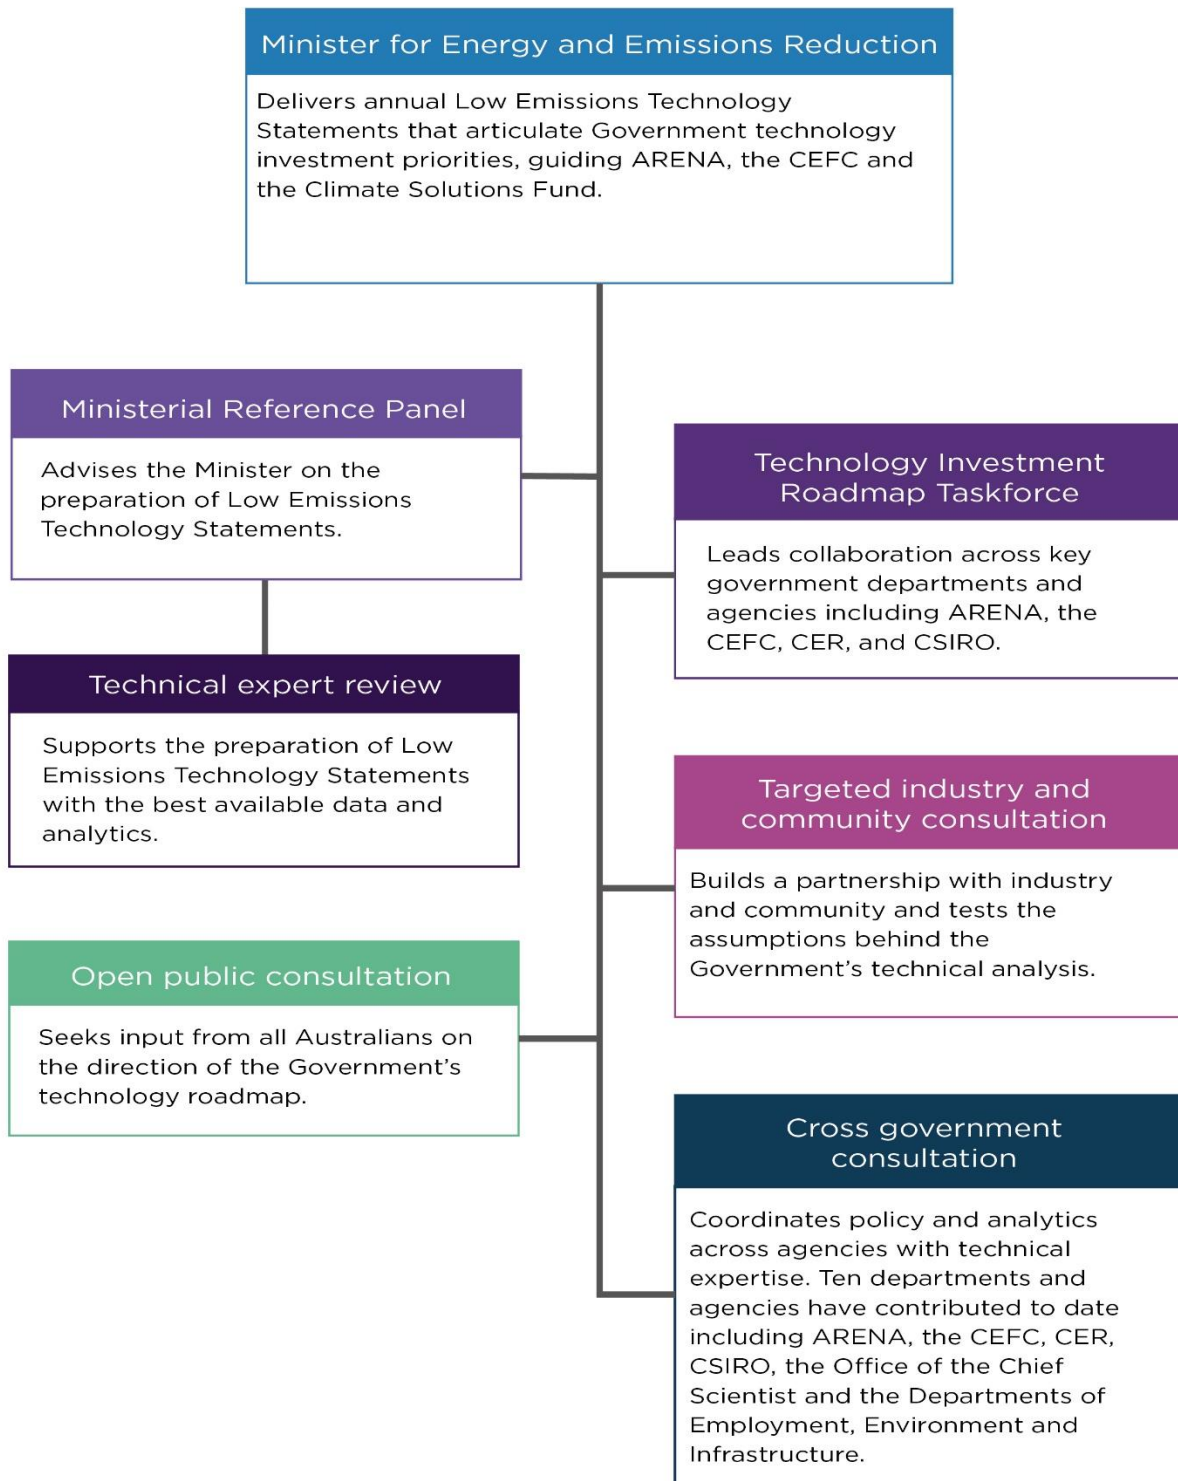 Minister for Energy and Emissions Reduction
Delivers annual Low Emissions Technology
Statements that articulate Government technology
investment priorities, guiding ARENA, the CEFC and
the Climate Solutions Fund.
Ministerial Reference Panel
Advises the Minister on the
preparation of Low Emissions
Technology Statements.
Technology Investment
Roadmap Taskforce
Leads collaboration across key
government departments and
agencies including ARENA, the
CEFC, CER, and CSIRO.
Technical expert review
Supports the preparation of Low
Emissions Technology Statements
with the best available data and
analytics.
Targeted industry and
community consultation
Builds a partnership with industry
and community and tests the
assumptions behind the
Government’s technical analysis.
Open public consultation
Seeks input from all Australians on
the direction of the Government’s
technology roadmap.
Cross government
consultation
Coordinates policy and analytics
across agencies with technical
expertise. Ten departments and
agencies have contributed to date
including ARENA, the CEFC, CER,
CSIRO, the Office of the Chief
Scientist and the Departments of
Employment, Environment and
Infrastructure.